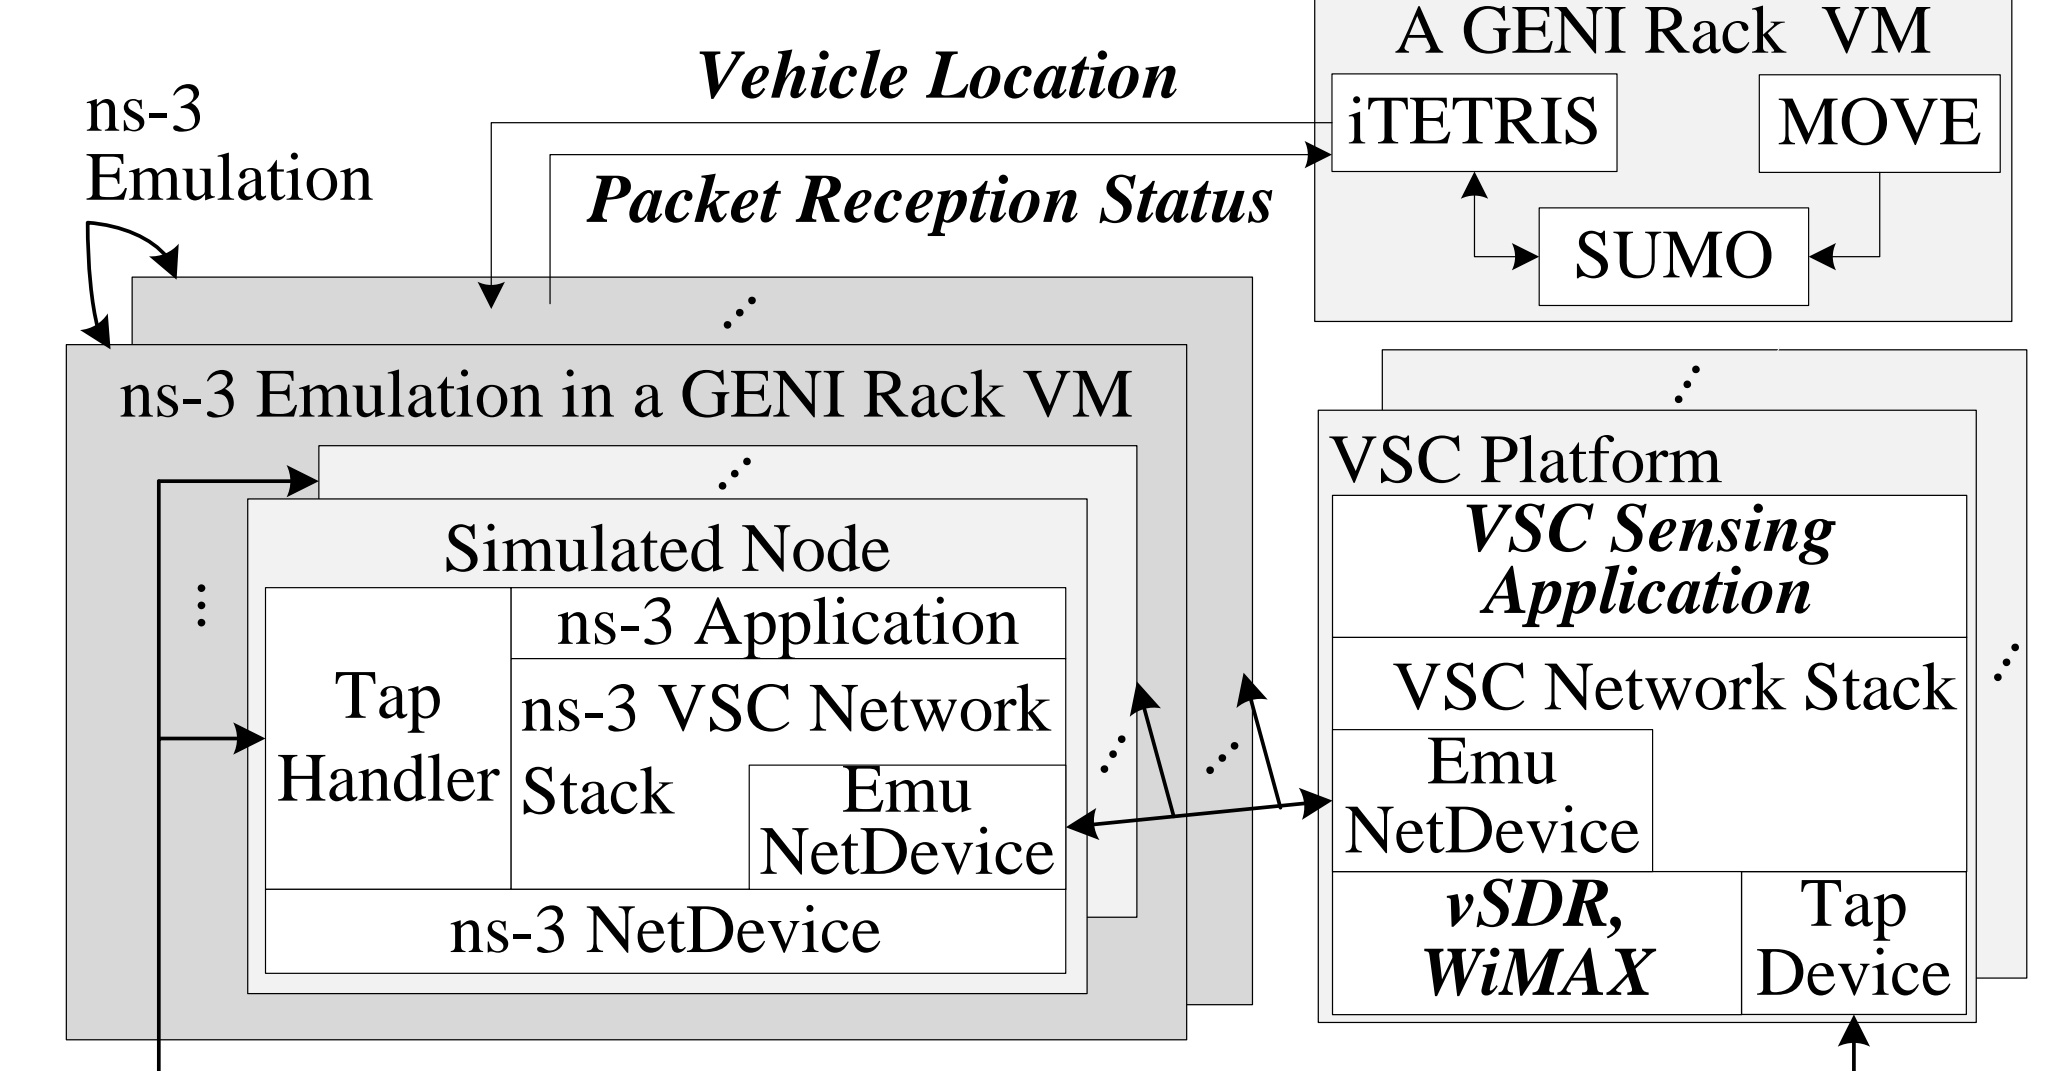 A GENI Rack VM
Vehicle Location
iTETRIS
MOVE
ns-3
Emulation
Packet Reception Status
SUMO
ns-3 Emulation in a GENI Rack VM
Simulated Node
ns-3 Application
Tap
Handler
ns-3 VSC Network
Stack
Emu
NetDevice
ns-3 NetDevice
VSC Platform
VSC Sensing
Application
VSC Network Stack
Emu
NetDevice
vSDR,
WiMAX
Tap
Device